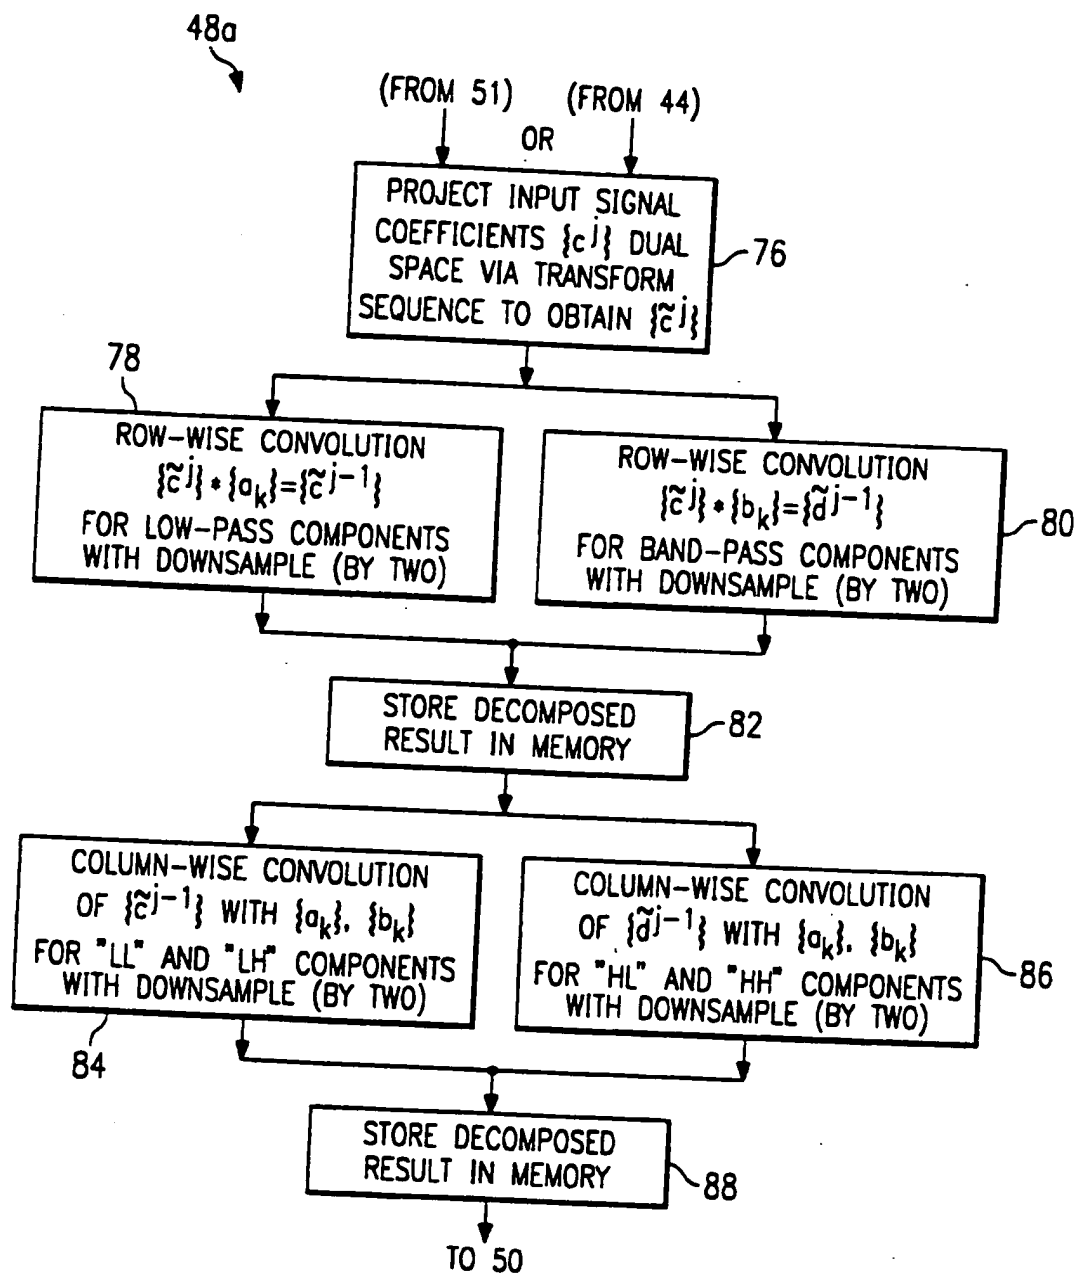 48a
(FROM 51) (FROM 44)
OR
PROJECT INPUT SIGNAL
COEFFICIENTS {c^j} DUAL
SPACE VIA TRANSFORM
SEQUENCE TO OBTAIN {c̃^j}
76
78
ROW-WISE CONVOLUTION
{c̃^j} * {a_k}={c̃^j-1}
FOR LOW-PASS COMPONENTS
WITH DOWNSAMPLE (BY TWO)
ROW-WISE CONVOLUTION
{c̃^j} * {b_k}={d̃^j-1}
FOR BAND-PASS COMPONENTS
WITH DOWNSAMPLE (BY TWO)
80
STORE DECOMPOSED
RESULT IN MEMORY
82
COLUMN-WISE CONVOLUTION
OF {c̃^j-1} WITH {a_k}, {b_k}
FOR "LL" AND "LH" COMPONENTS
WITH DOWNSAMPLE (BY TWO)
84
COLUMN-WISE CONVOLUTION
OF {d̃^j-1} WITH {a_k}, {b_k}
FOR "HL" AND "HH" COMPONENTS
WITH DOWNSAMPLE (BY TWO)
86
STORE DECOMPOSED
RESULT IN MEMORY
88
TO 50